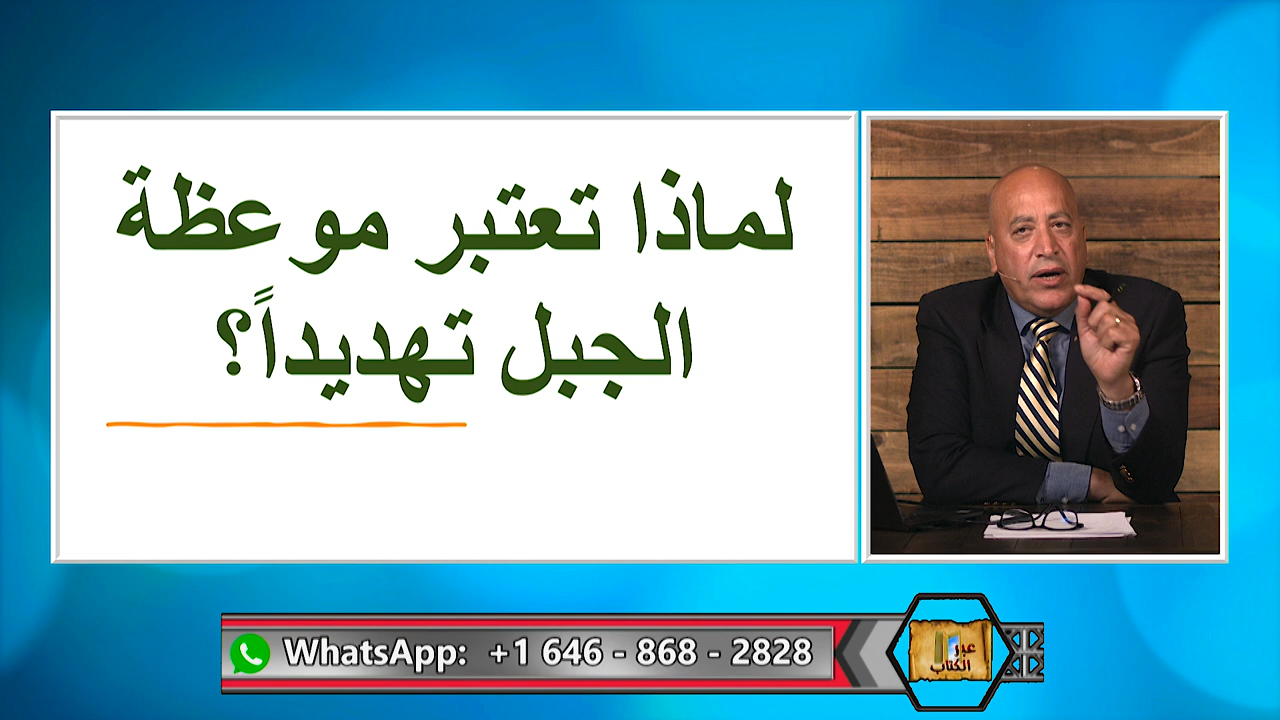 لماذا تعتبر موعظة
الجبل تهديداً؟
WhatsApp: +1 646 - 868 - 2828
عبر
الكتاب